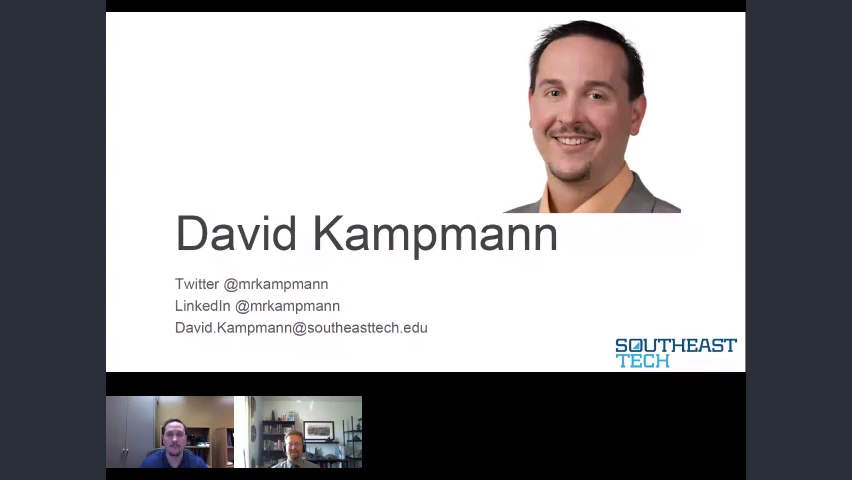 David Kampmann
Twitter @mrkampmann
LinkedIn @mrkampmann
David.Kampmann@southeasttech.edu
SOUTHEAST
TECH